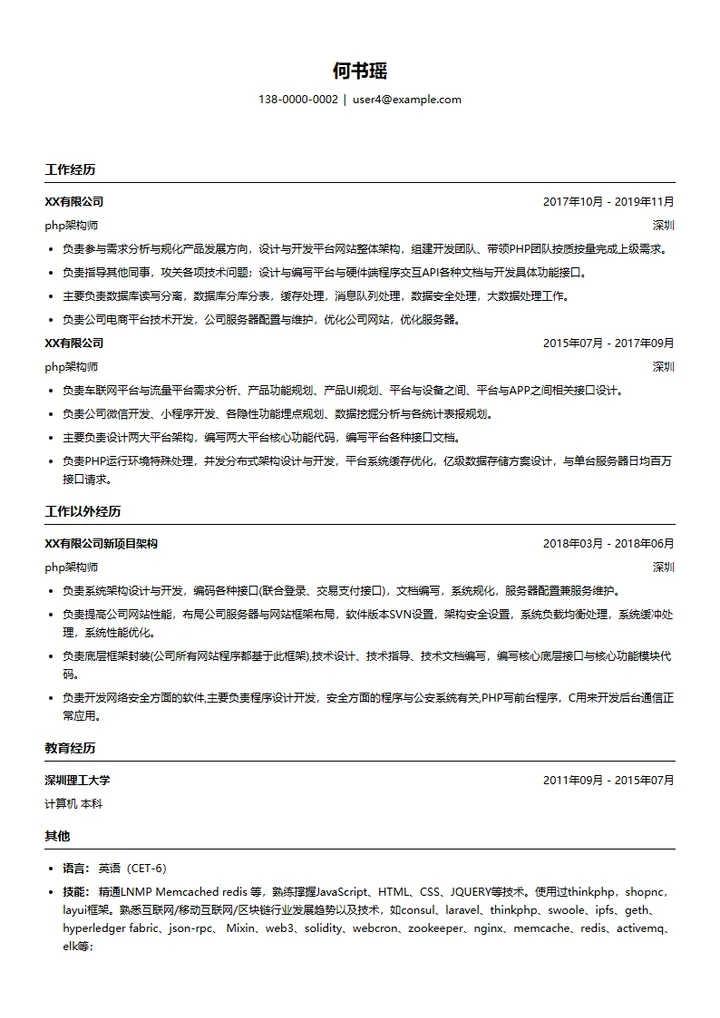 何书瑶
138-0000-0002 | user4@example.com
工作经历
XX有限公司 2017年10月 - 2019年11月
php架构师 深圳
• 负责参与需求分析与规化产品发展方向，设计与开发平台网站整体架构，组建开发团队、带领PHP团队按质按量完成上级需求。
• 负责指导其他同事，攻关各项技术问题；设计与编写平台与硬件端程序交互API各种文档与开发具体功能接口。
• 主要负责数据库读写分离，数据库分库分表，缓存处理，消息队列处理，数据安全处理，大数据处理工作。
• 负责公司电商平台技术开发，公司服务器配置与维护，优化公司网站，优化服务器。
XX有限公司 2015年07月 - 2017年09月
php架构师 深圳
• 负责车联网平台与流量平台需求分析、产品功能规划、产品UI规划、平台与设备之间、平台与APP之间相关接口设计。
• 负责公司微信开发、小程序开发、各隐性功能埋点规划、数据挖掘分析与各统计表报规划。
• 主要负责设计两大平台架构，编写两大平台核心功能代码，编写平台各种接口文档。
• 负责PHP运行环境特殊处理，并发分布式架构设计与开发，平台系统缓存优化，亿级数据存储方案设计，与单台服务器日均百万
接口请求。
工作以外经历
XX有限公司新项目架构 2018年03月 - 2018年06月
php架构师 深圳
• 负责系统架构设计与开发，编码各种接口(联合登录、交易支付接口)，文档编写，系统规化，服务器配置兼服务维护。
• 负责提高公司网站性能，布局公司服务器与网站框架布局，软件版本SVN设置，架构安全设置，系统负载均衡处理，系统缓冲处
理，系统性能优化。
• 负责底层框架封装(公司所有网站程序都基于此框架),技术设计、技术指导、技术文档编写，编写核心底层接口与核心功能模块代
码。
• 负责开发网络安全方面的软件,主要负责程序设计开发，安全方面的程序与公安系统有关,PHP写前台程序，C用来开发后台通信正
常应用。
教育经历
深圳理工大学 2011年09月 - 2015年07月
计算机 本科
其他
• 语言： 英语（CET-6）
• 技能： 精通LNMP Memcached redis 等，熟练撑握JavaScript、HTML、CSS、JQUERY等技术。使用过thinkphp，shopnc，
layui框架。熟悉互联网/移动互联网/区块链行业发展趋势以及技术，如consul、laravel、thinkphp、swoole、ipfs、geth、
hyperledger fabric、json-rpc、 Mixin、web3、solidity、webcron、zookeeper、nginx、memcache、redis、activemq、
elk等；